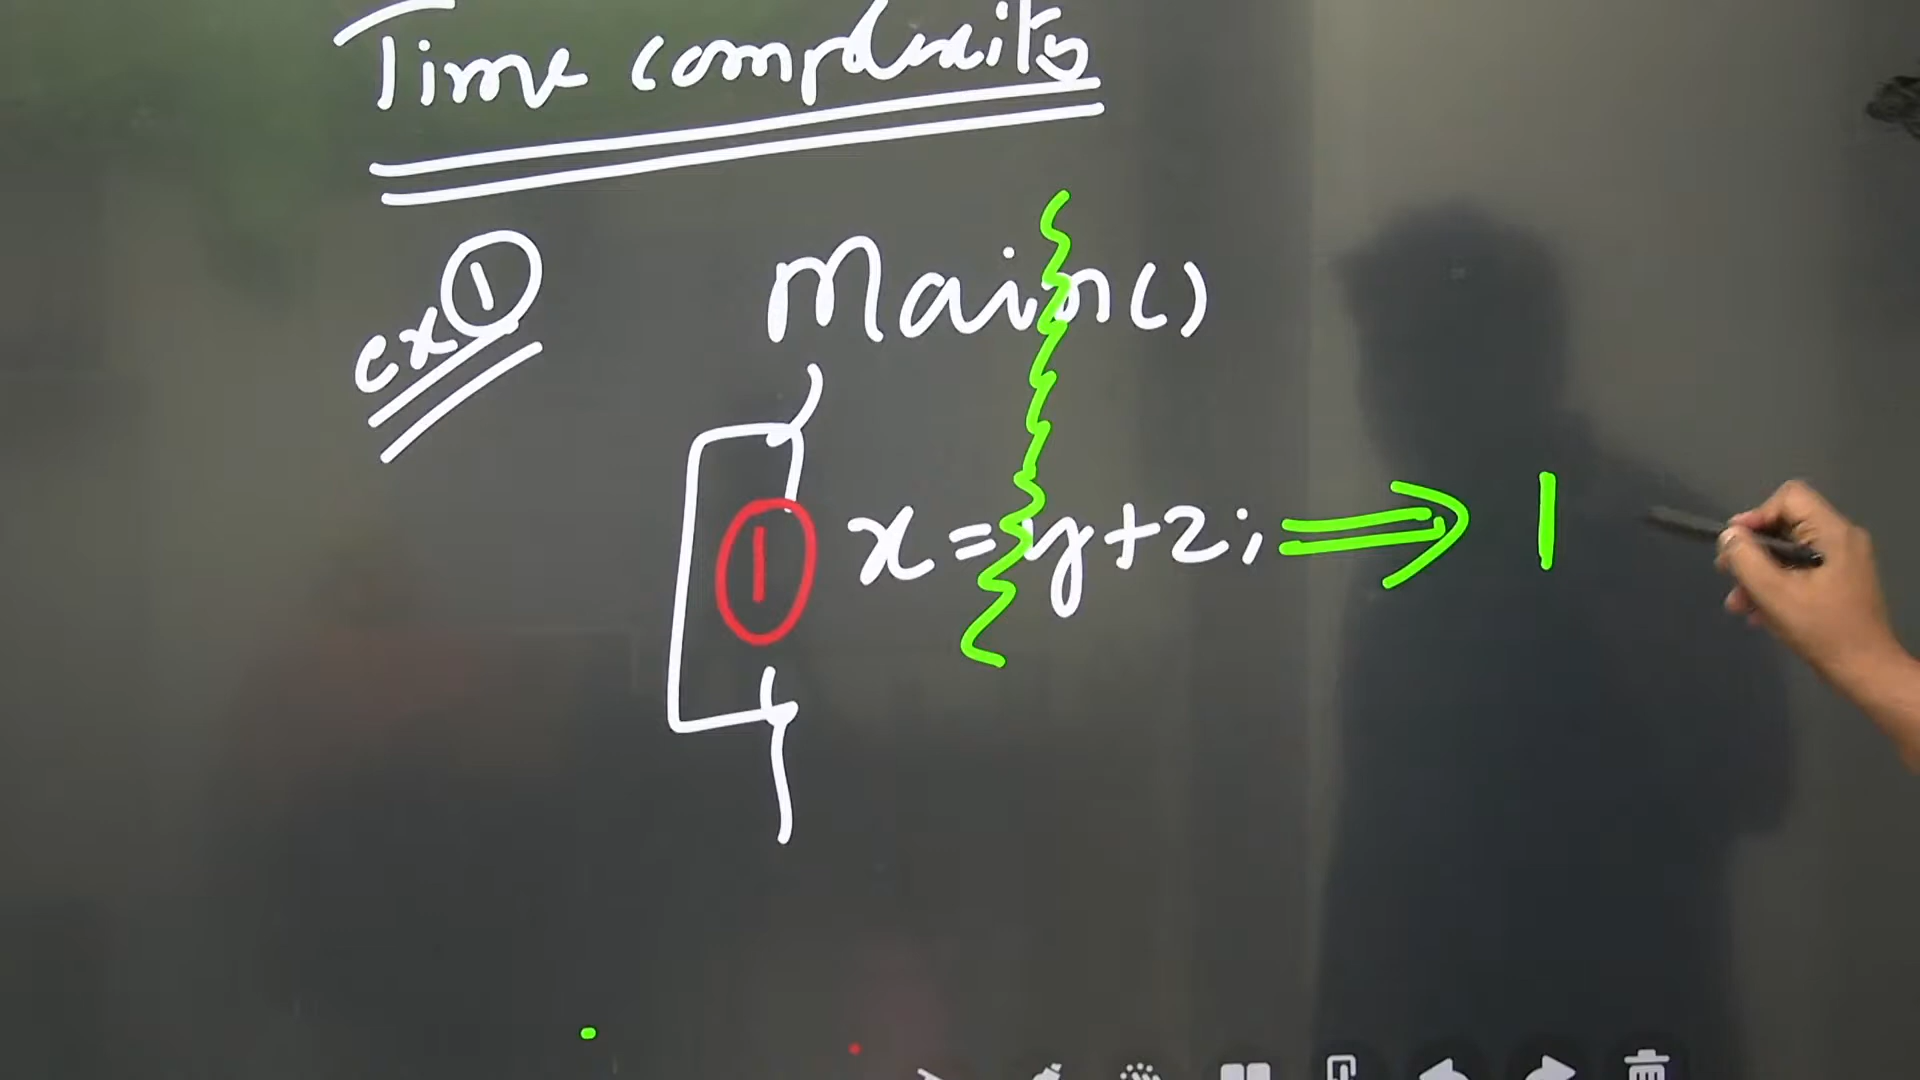 Time complexity
ex ①
Main()
{
① x=y+2; ⇒ 1
}